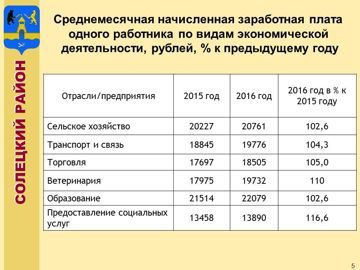 Среднемесячная начисленная заработная плата
одного работника по видам экономической
деятельности, рублей, % к предыдущему году
СОЛЕЦКИЙ РАЙОН
Отрасли/предприятия 2015 год 2016 год 2016 год в % к
2015 году
Сельское хозяйство 20227 20761 102,6
Транспорт и связь 18845 19776 104,3
Торговля 17697 18505 105,0
Ветеринария 17975 19732 110
Образование 21514 22079 102,6
Предоставление социальных
услуг 13458 13890 116,6
5